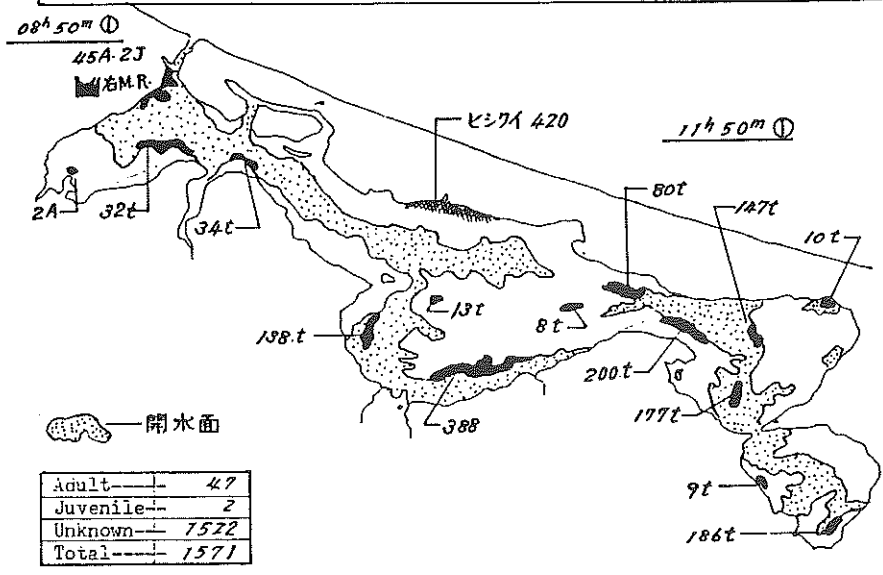 08ʰ 50ᵐ ①
45A·2J
右M.R.
ヒシクイ 420
11ʰ 50ᵐ ①
80t
147t
10t
2A
32t
34t
13t
8t
138.t
200t
388
177t
開水面
9t
186t
Adult 47
Juvenile 2
Unknown 1522
Total 1571